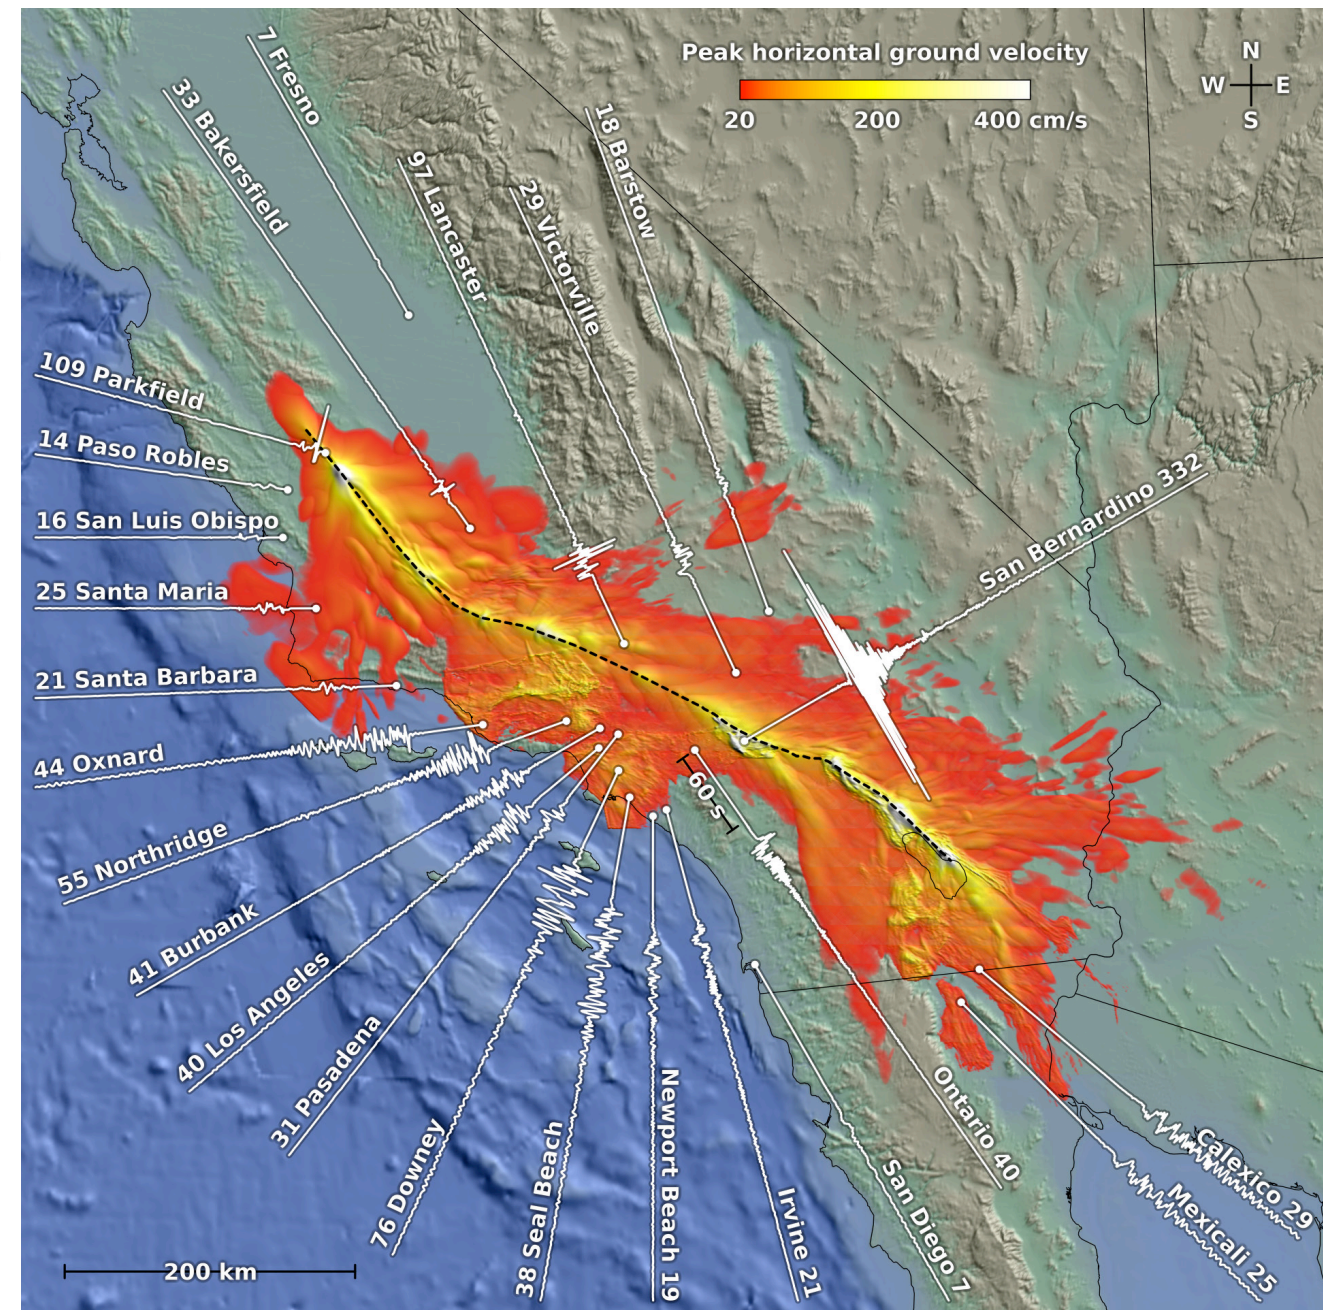 Peak horizontal ground velocity
20 200 400 cm/s
N
W E
S
7 Fresno
33 Bakersfield
97 Lancaster
29 Victorville
18 Barstow
109 Parkfield
14 Paso Robles
16 San Luis Obispo
25 Santa Maria
21 Santa Barbara
44 Oxnard
55 Northridge
41 Burbank
40 Los Angeles
31 Pasadena
76 Downey
38 Seal Beach
Newport Beach 19
Irvine 21
San Diego 7
Ontario 40
Mexicali 25
Calexico 29
San Bernardino 332
60 s
200 km